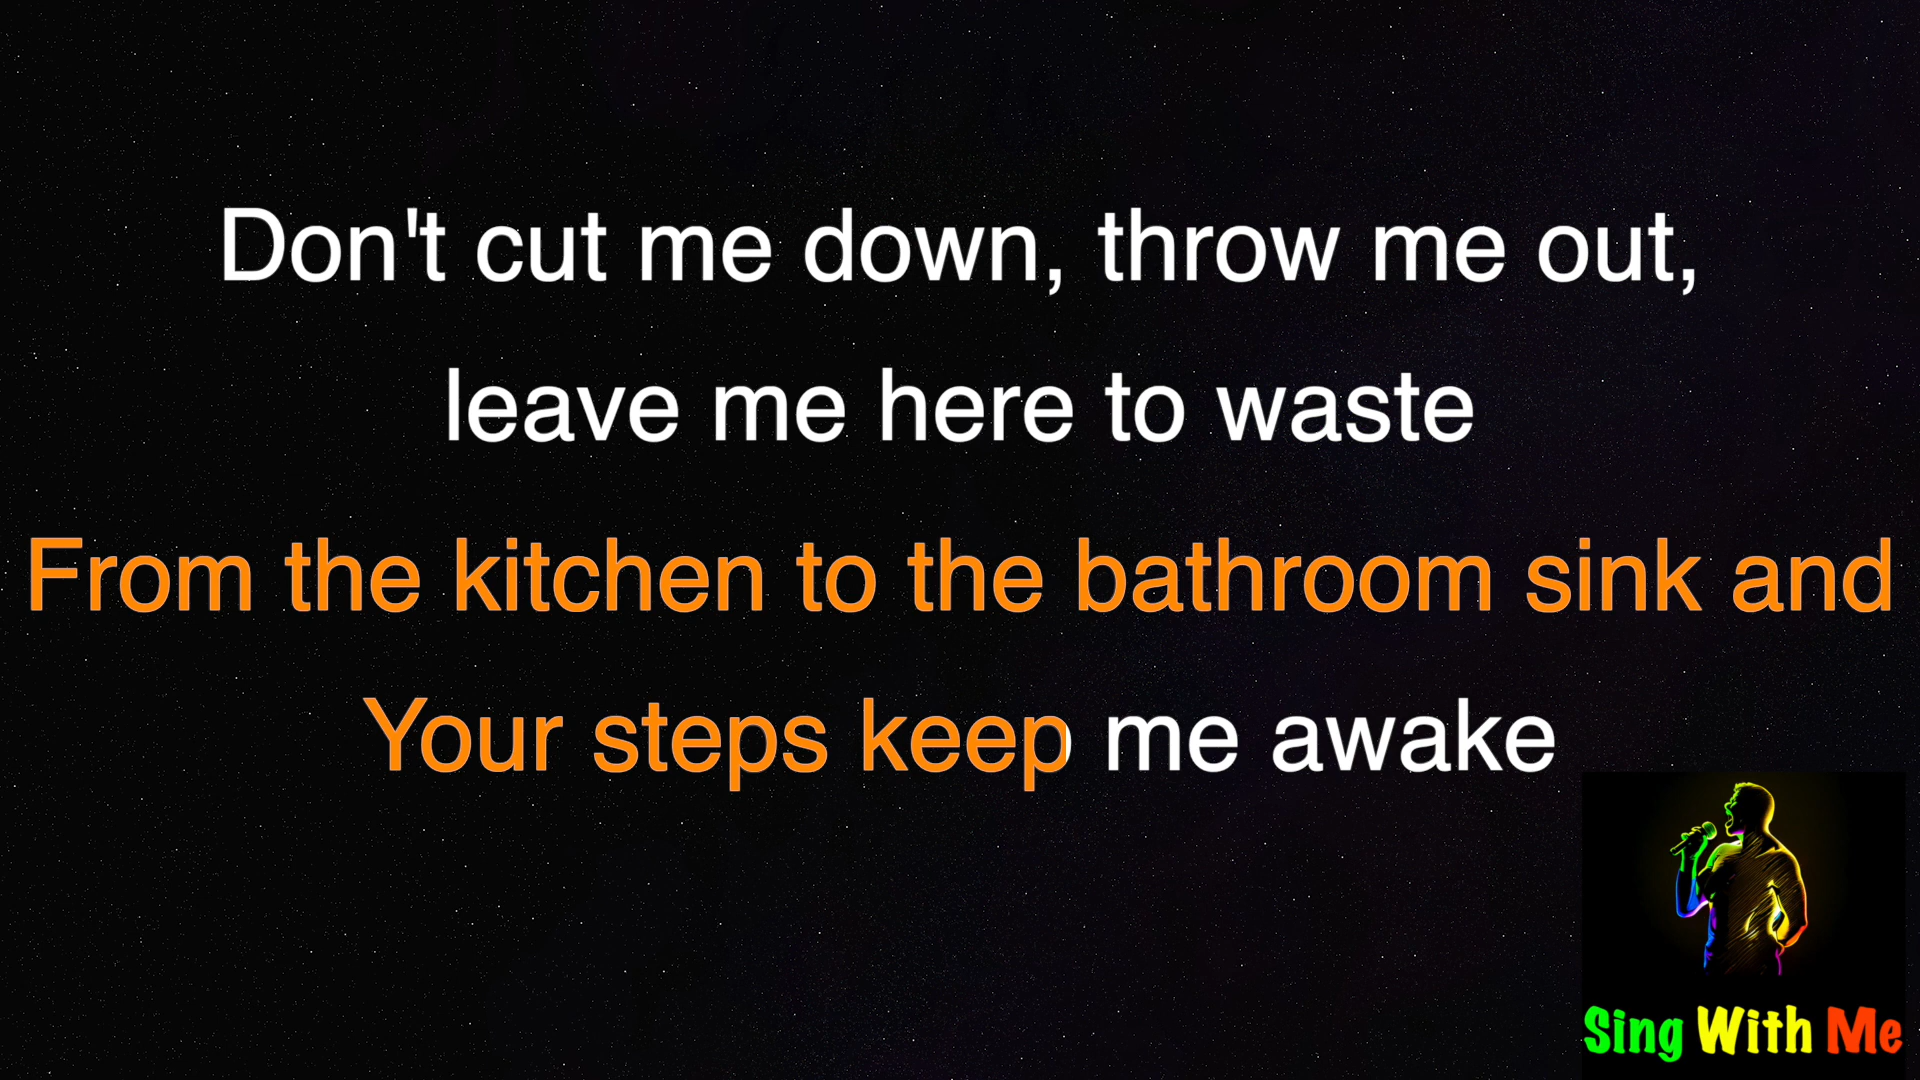 Don't cut me down, throw me out,
leave me here to waste
From the kitchen to the bathroom sink and
Your steps keep me awake
Sing With Me